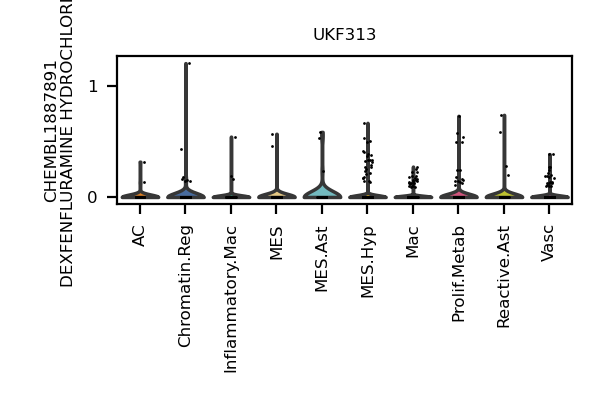 UKF313
CHEMBL1887891
DEXFENFLURAMINE
1
0
AC
Chromatin.Reg
Inflammatory.Mac
MES
MES.Ast
MES.Hyp
Mac
Prolif.Metab
Reactive.Ast
Vasc